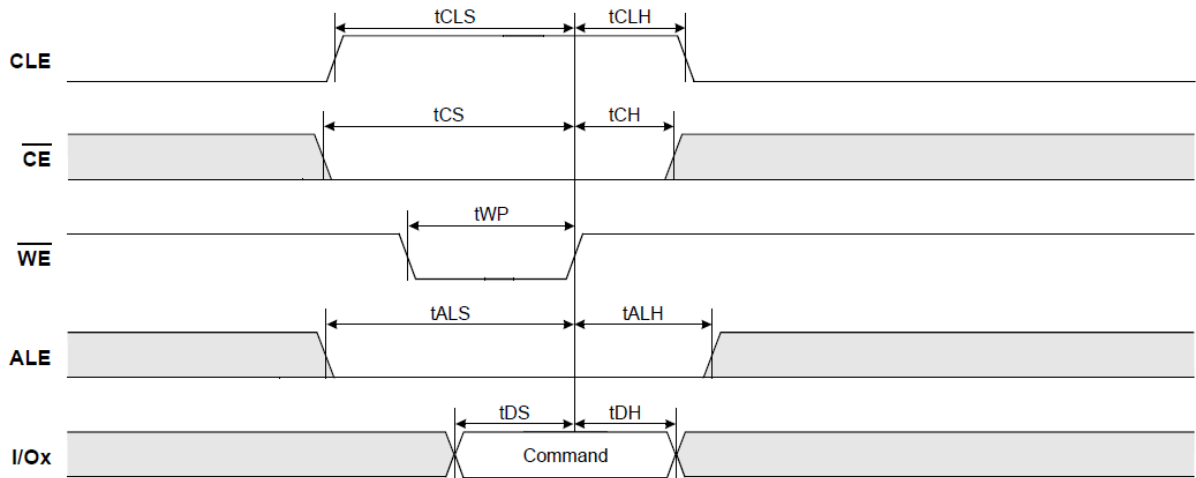 tCLS tCLH
CLE
tCS tCH
CE
tWP
WE
tALS tALH
ALE
tDS tDH
I/Ox Command